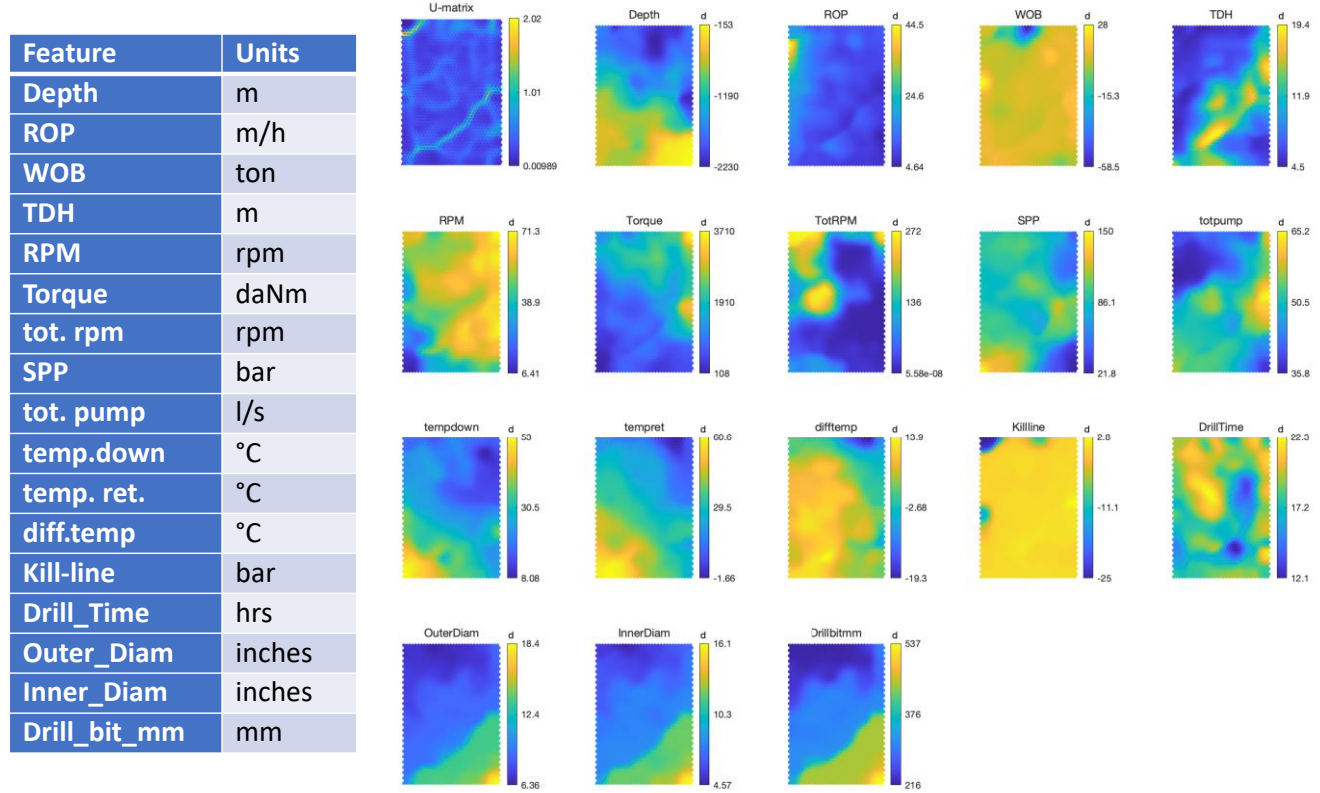 Feature Units
Depth m
ROP m/h
WOB ton
TDH m
RPM rpm
Torque daNm
tot. rpm rpm
SPP bar
tot. pump l/s
temp.down °C
temp. ret. °C
diff.temp °C
Kill-line bar
Drill_Time hrs
Outer_Diam inches
Inner_Diam inches
Drill_bit_mm mm
U-matrix
2.02
1.01
0.00989
Depth
d
-153
-1190
-2230
ROP
d
44.5
24.6
4.64
WOB
d
28
-15.3
-58.5
TDH
d
19.4
11.9
4.5
RPM
d
71.3
38.9
6.41
Torque
d
3710
1910
108
TotRPM
d
272
136
5.58e-08
SPP
d
150
86.1
21.8
totpump
d
65.2
50.5
35.8
tempdown
d
53
30.5
8.08
tempret
d
60.6
29.5
-1.66
difftemp
d
13.9
-2.68
-19.3
Killline
d
2.8
-11.1
-25
DrillTime
d
22.3
17.2
12.1
OuterDiam
d
18.4
12.4
6.36
InnerDiam
d
16.1
10.3
4.57
Drillbitmm
d
537
376
216